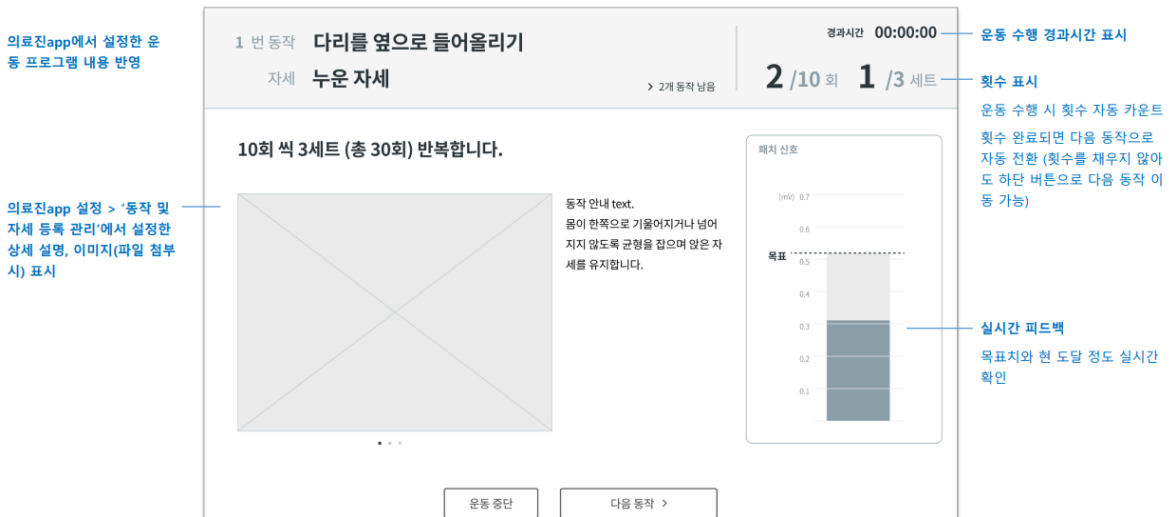 의료진app에서 설정한 운
동 프로그램 내용 반영
1 번 동작 다리를 옆으로 들어올리기
자세 누운 자세
> 2개 동작 남음
경과시간 00:00:00
2 /10 회 1 /3 세트
운동 수행 경과시간 표시
횟수 표시
운동 수행 시 횟수 자동 카운트
횟수 완료되면 다음 동작으로
자동 전환 (횟수를 채우지 않아
도 하단 버튼으로 다음 동작 이
동 가능)
10회 씩 3세트 (총 30회) 반복합니다.
의료진app 설정 > '동작 및
자세 등록 관리'에서 설정한
상세 설명, 이미지(파일 첨부
시) 표시
동작 안내 text.
몸이 한쪽으로 기울어지거나 넘어
지지 않도록 균형을 잡으며 앉은 자
세를 유지합니다.
패치 신호
(mV) 0.7
0.6
목표
0.5
0.4
0.3
0.2
0.1
실시간 피드백
목표치와 현 도달 정도 실시간
확인
운동 중단
다음 동작 >